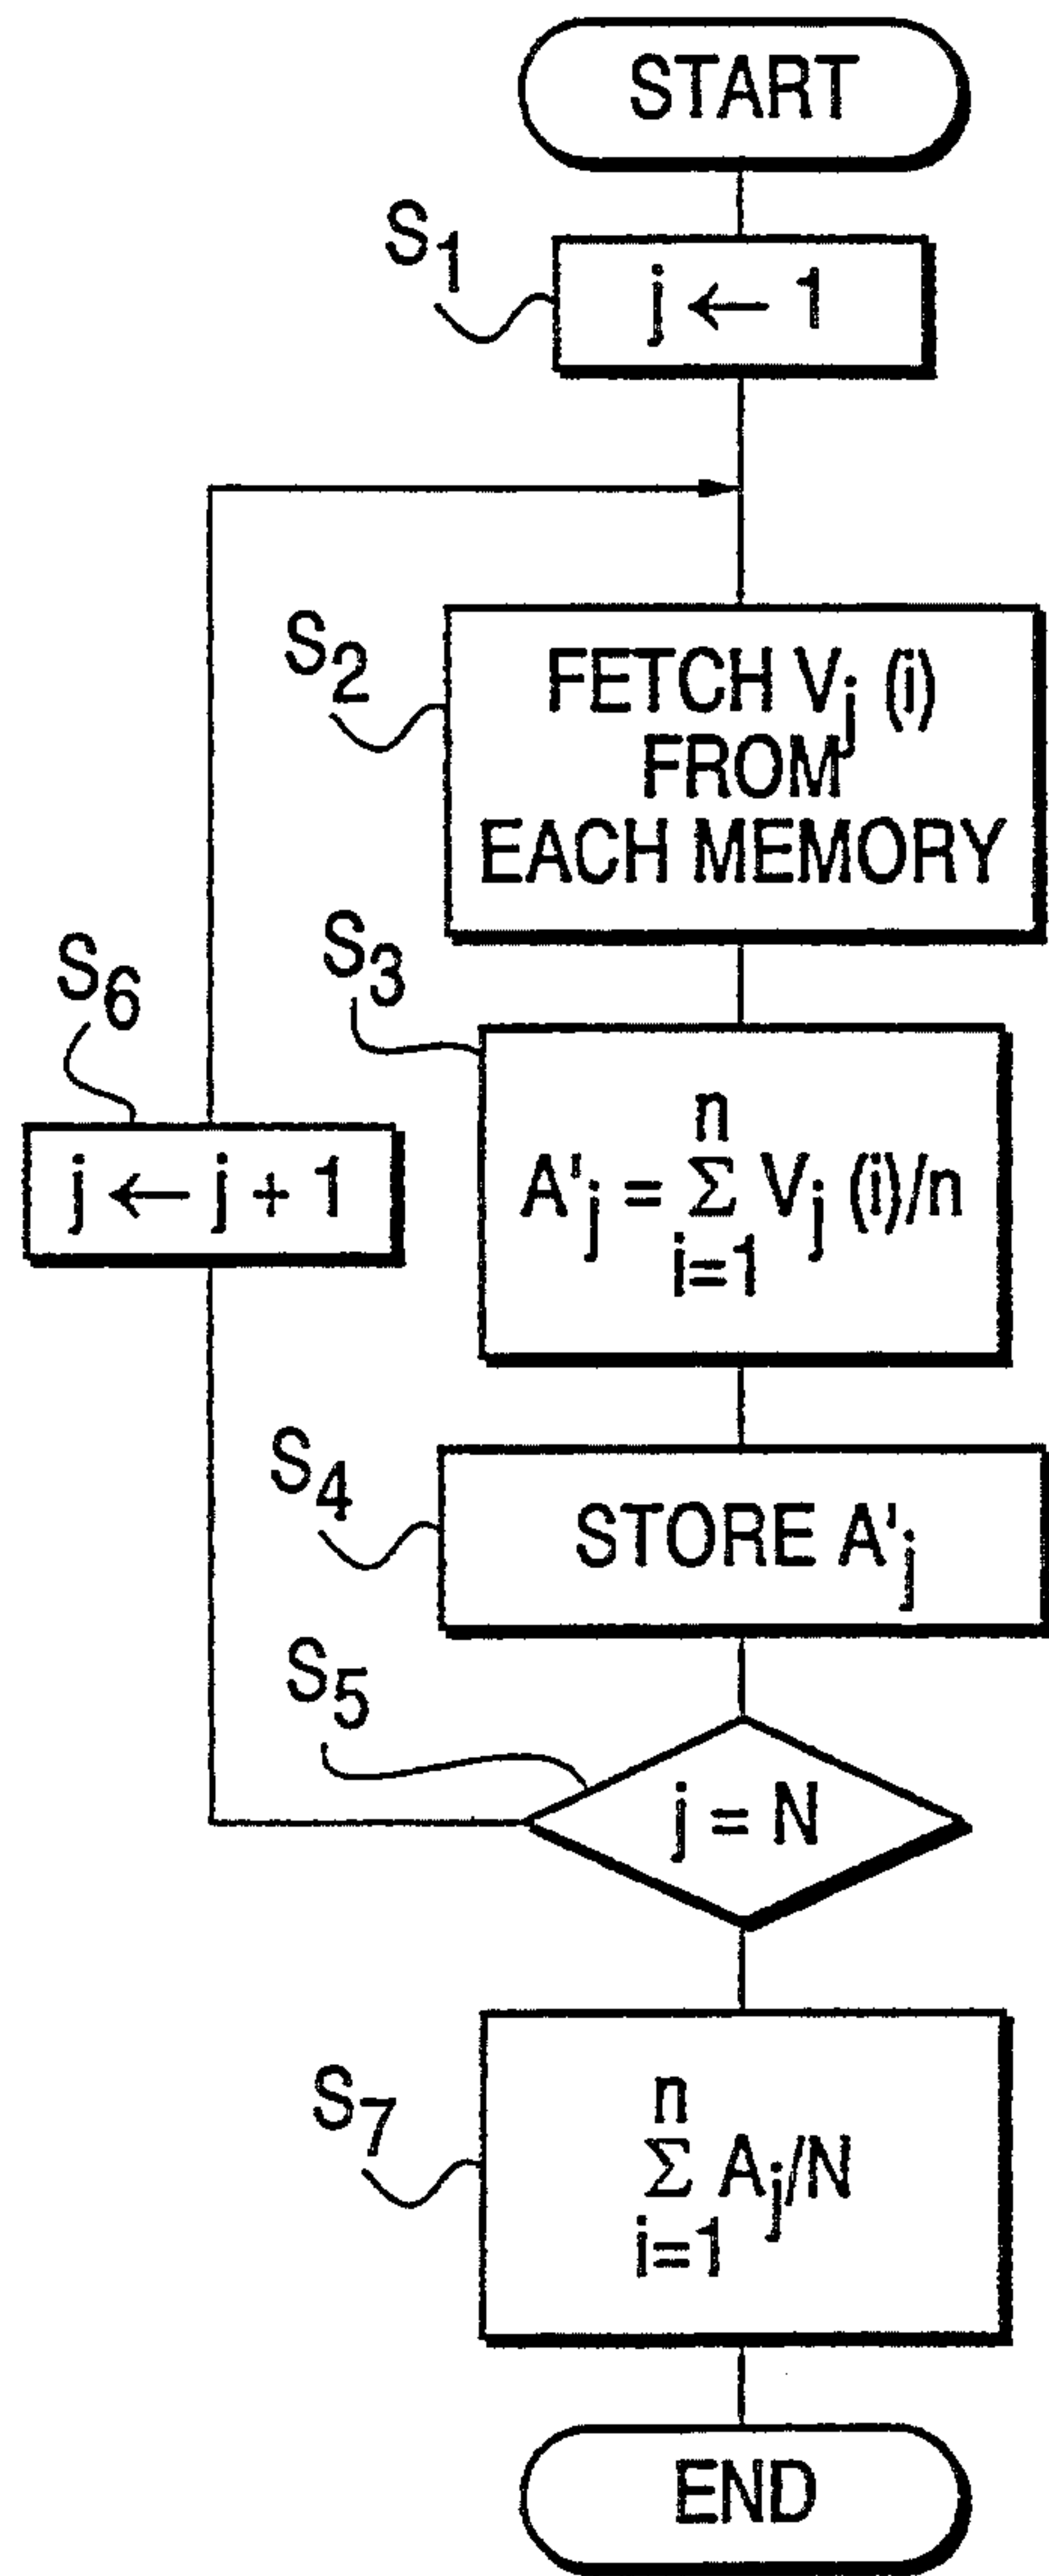 START
S1
j ← 1
S2
FETCH Vj (i)
FROM
EACH MEMORY
S3
n
A'j = Σ Vj (i)/n
i=1
S6
j ← j + 1
S4
STORE A'j
S5
j = N
S7
n
Σ Aj/N
i=1
END